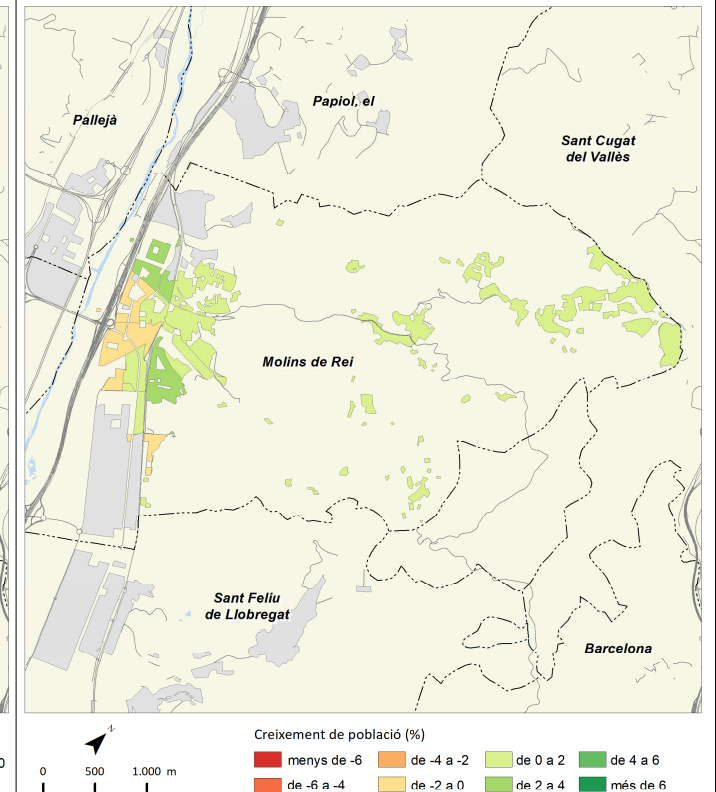 Pallejà
Papiol, el
Sant Cugat
del Vallès
Molins de Rei
Sant Feliu
de Llobregat
Barcelona
N
0
0 500 1.000 m
Creixement de població (%)
menys de -6 de -4 a -2 de 0 a 2 de 4 a 6
de -6 a -4 de -2 a 0 de 2 a 4 més de 6